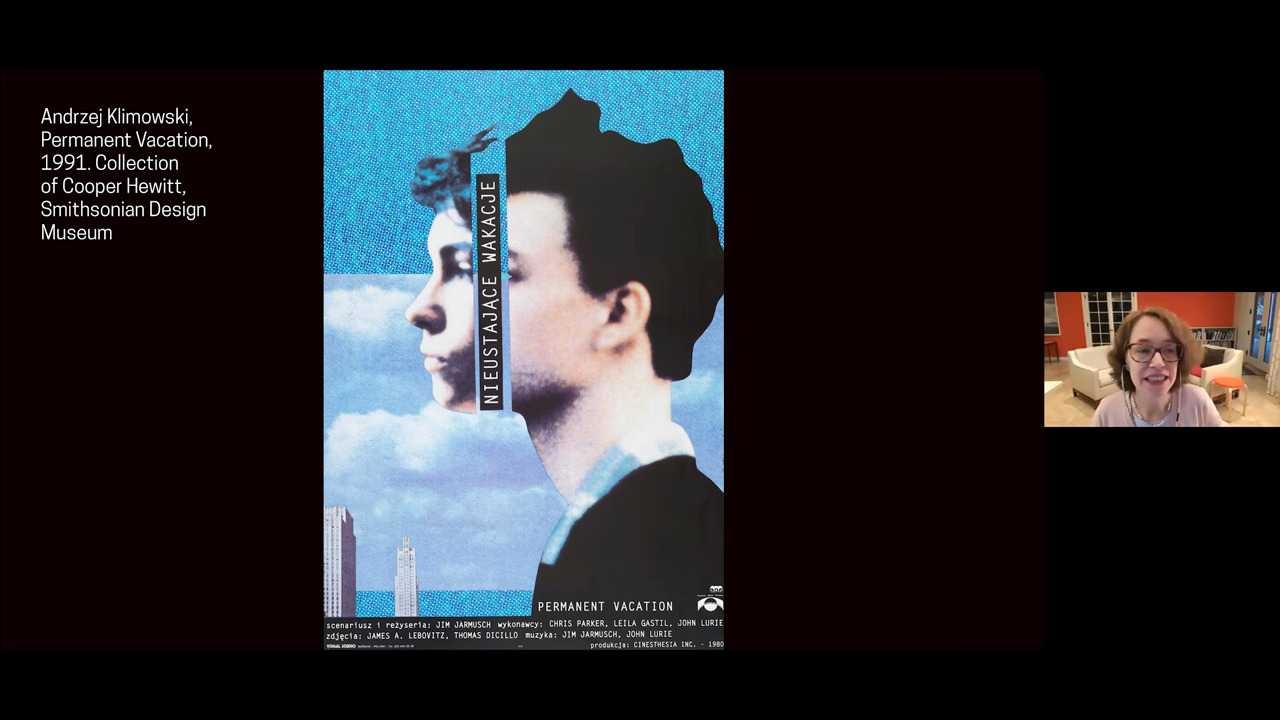 Andrzej Klimowski,
Permanent Vacation,
1991. Collection
of Cooper Hewitt,
Smithsonian Design
Museum
NIEUSTAJĄCE WAKACJE
PERMANENT VACATION
scenariusz i reżyseria: JIM JARMUSCH wykonawcy: CHRIS PARKER, LEILA GASTIL, JOHN LURIE
zdjęcia: JAMES A. LEBOVITZ, THOMAS DICILLO muzyka: JIM JARMUSCH, JOHN LURIE
produkcja: CINESTHESIA INC. - 1980